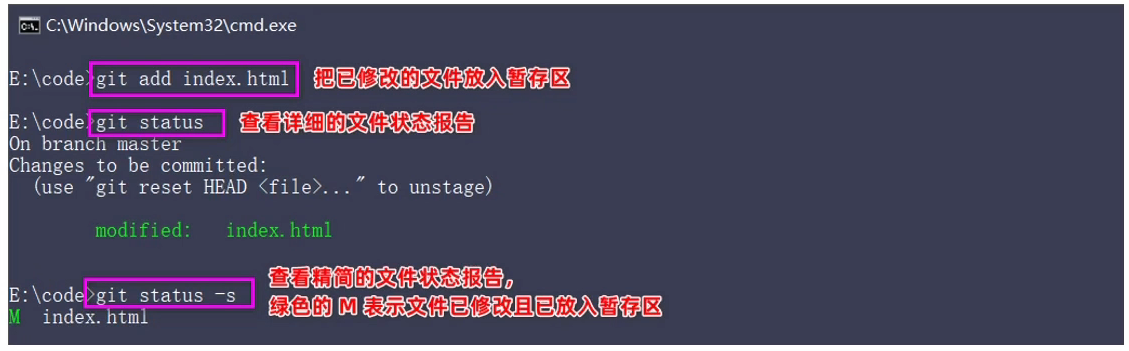 C:\Windows\System32\cmd.exe
E:\code>git add index.html 把已修改的文件放入暂存区
E:\code>git status 查看详细的文件状态报告
On branch master
Changes to be committed:
(use "git reset HEAD <file>..." to unstage)
modified: index.html
查看精简的文件状态报告，
E:\code>git status -s 绿色的 M 表示文件已修改且已放入暂存区
M index.html